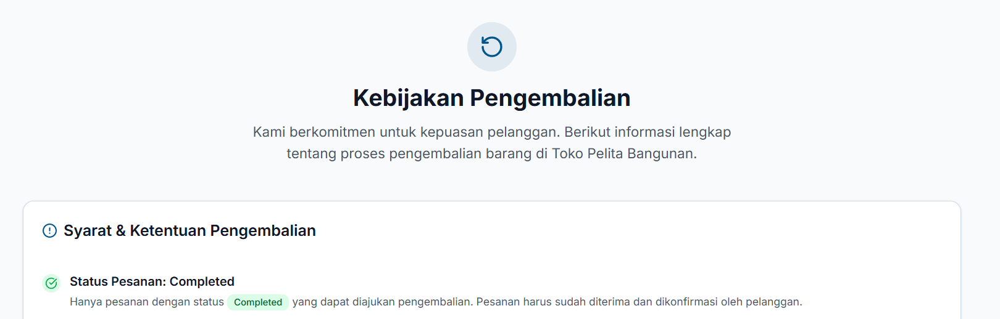 Kebijakan Pengembalian
Kami berkomitmen untuk kepuasan pelanggan. Berikut informasi lengkap
tentang proses pengembalian barang di Toko Pelita Bangunan.
Syarat & Ketentuan Pengembalian
Status Pesanan: Completed
Hanya pesanan dengan status Completed yang dapat diajukan pengembalian. Pesanan harus sudah diterima dan dikonfirmasi oleh pelanggan.